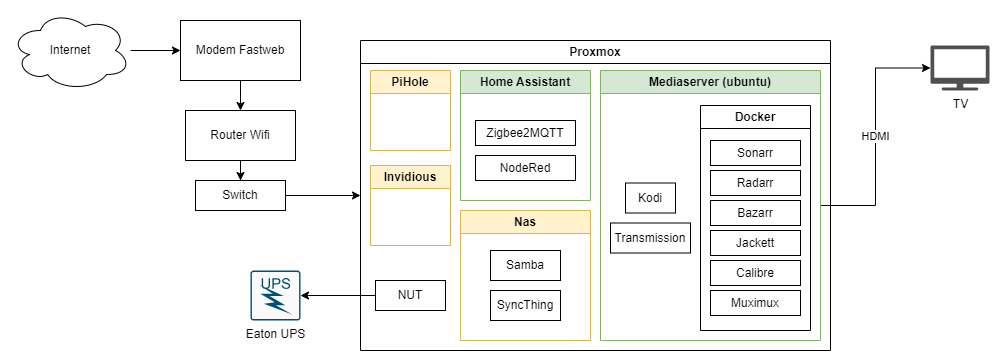 Internet
Modem Fastweb
Router Wifi
Switch
Proxmox
PiHole
Invidious
NUT
UPS
Eaton UPS
Home Assistant
Zigbee2MQTT
NodeRed
Nas
Samba
SyncThing
Mediaserver (ubuntu)
Kodi
Transmission
Docker
Sonarr
Radarr
Bazarr
Jackett
Calibre
Muximux
HDMI
TV